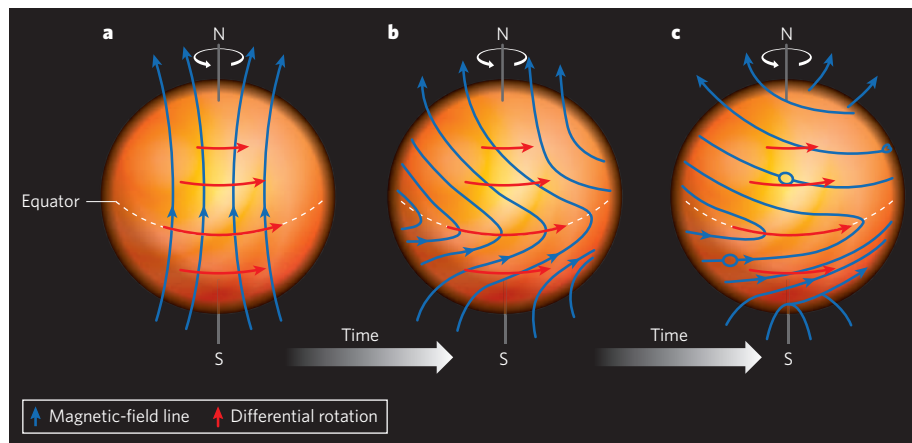 a
b
c
N
N
N
Equator
Time
Time
S
S
S
Magnetic-field line
Differential rotation